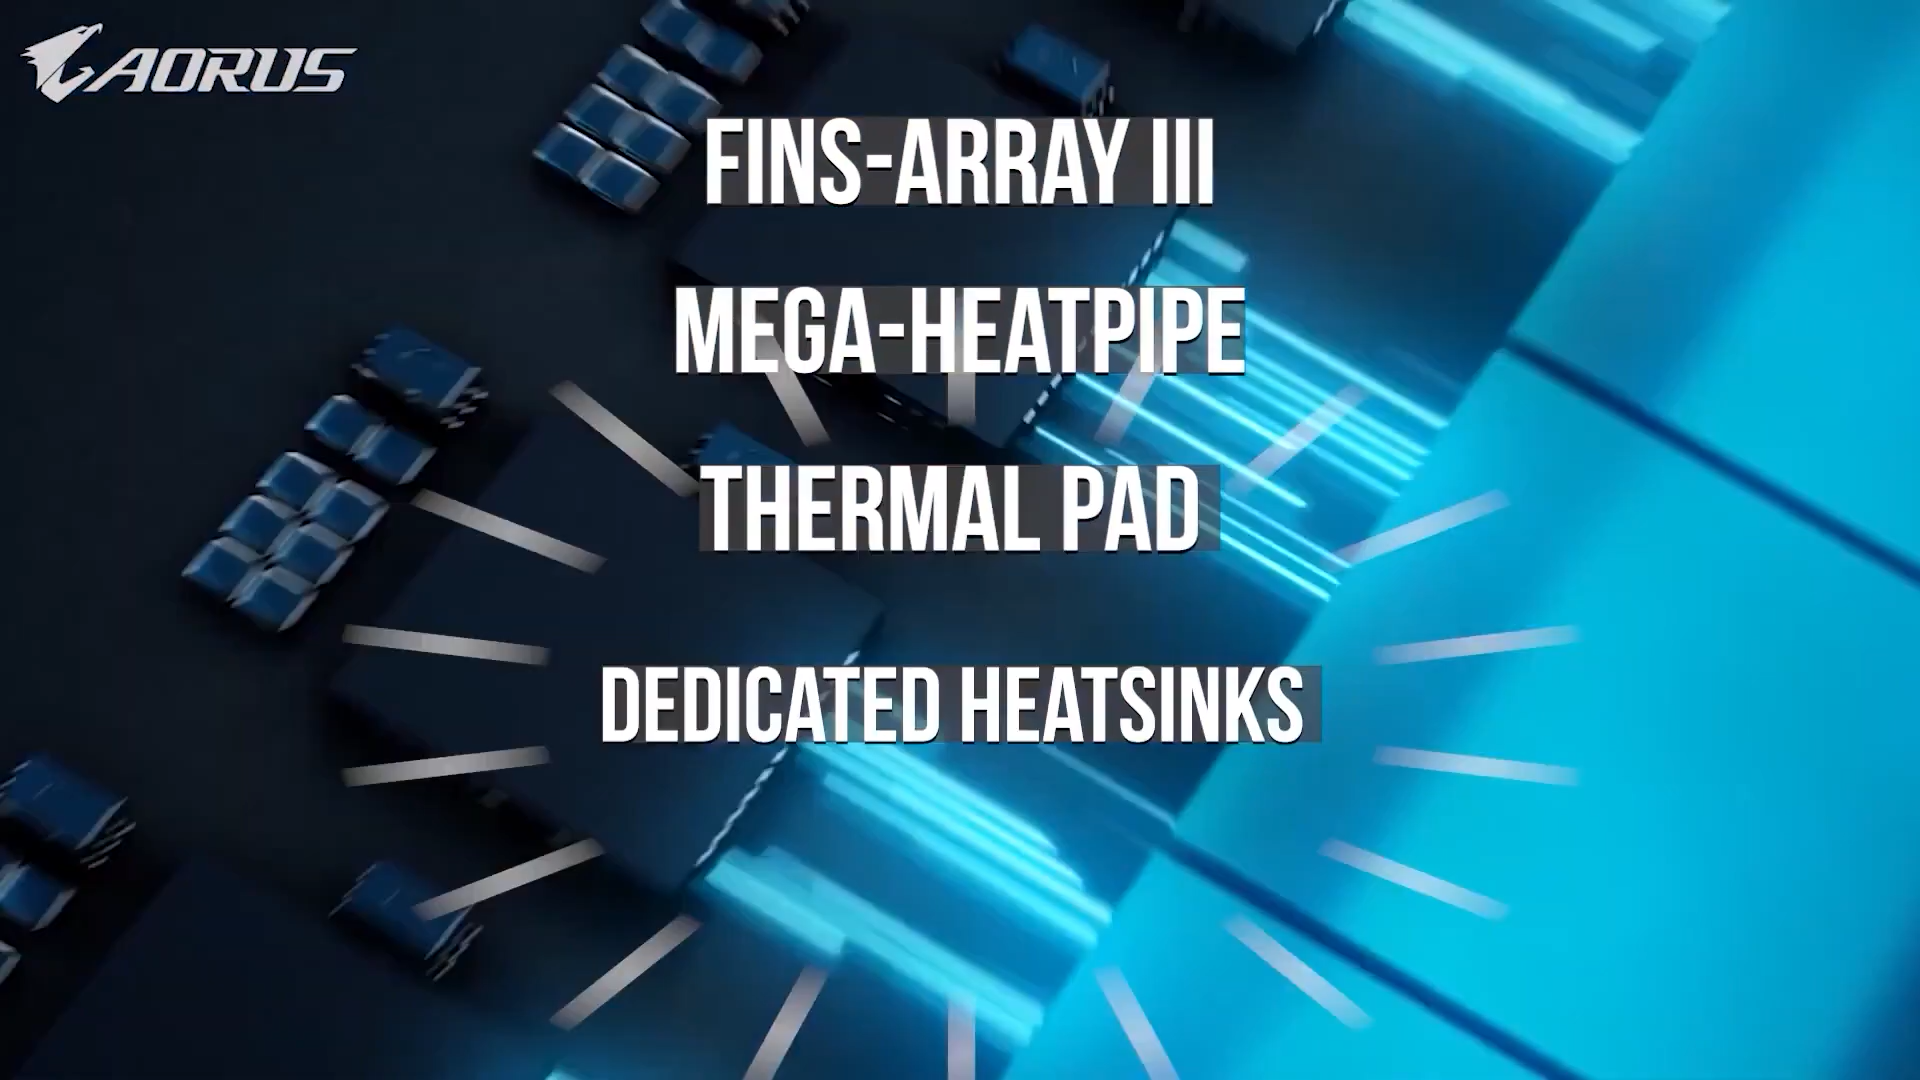 AORUS
FINS-ARRAY III
MEGA-HEATPIPE
THERMAL PAD
DEDICATED HEATSINKS